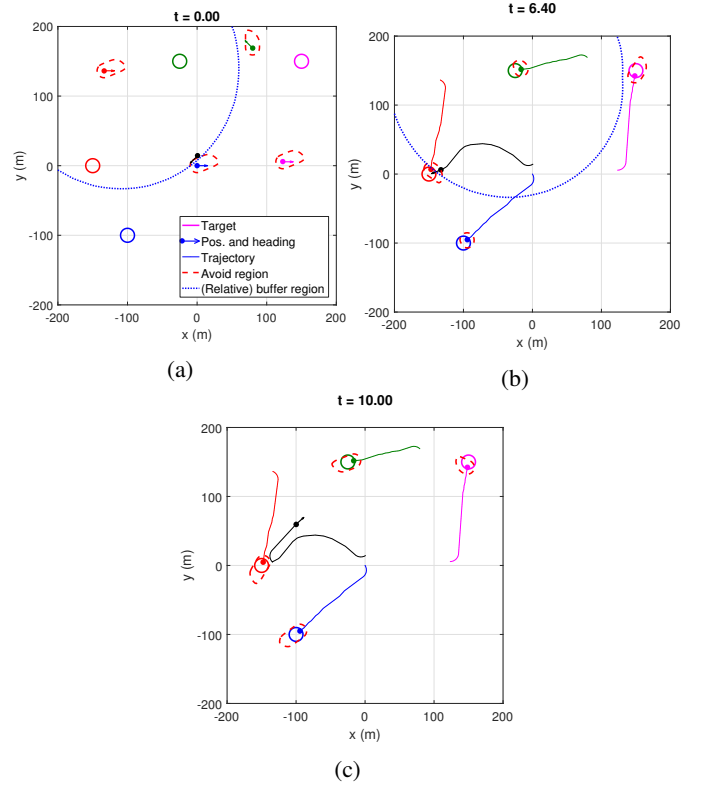 t = 0.00
200
100
0
-100
-200
y (m)
-200
-100
0
100
200
x (m)
Target
Pos. and heading
Trajectory
Avoid region
(Relative) buffer region
(a)
t = 6.40
200
100
0
-100
-200
y (m)
-200
-100
0
100
200
x (m)
(b)
t = 10.00
200
100
0
-100
-200
y (m)
-200
-100
0
100
200
x (m)
(c)